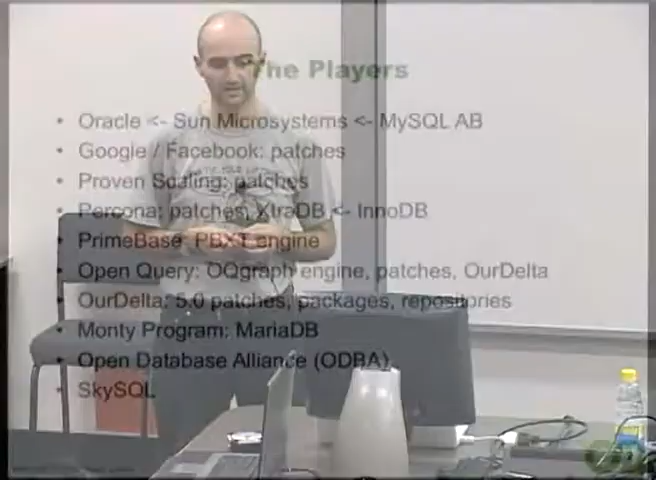 The Players
• Oracle <- Sun Microsystems <- MySQL AB
• Google / Facebook: patches
• Proven Scaling: patches
• Percona: patches, XtraDB <- InnoDB
• PrimeBase: PBXT engine
• Open Query: OQgraph engine, patches, OurDelta
• OurDelta: 5.0 patches, packages, repositories
• Monty Program: MariaDB
• Open Database Alliance (ODBA)
• SkySQL